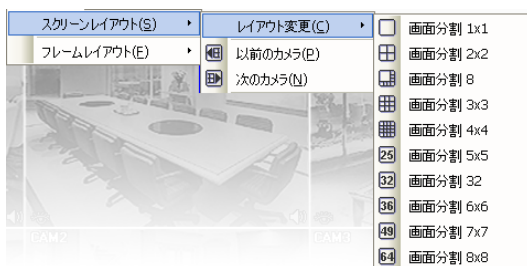 スクリーンレイアウト(S)
フレームレイアウト(F)
レイアウト変更(C)
以前のカメラ(P)
次のカメラ(N)
画面分割 1x1
画面分割 2x2
画面分割 8
画面分割 3x3
画面分割 4x4
25 画面分割 5x5
32 画面分割 32
36 画面分割 6x6
49 画面分割 7x7
64 画面分割 8x8
CAM2
CAM3